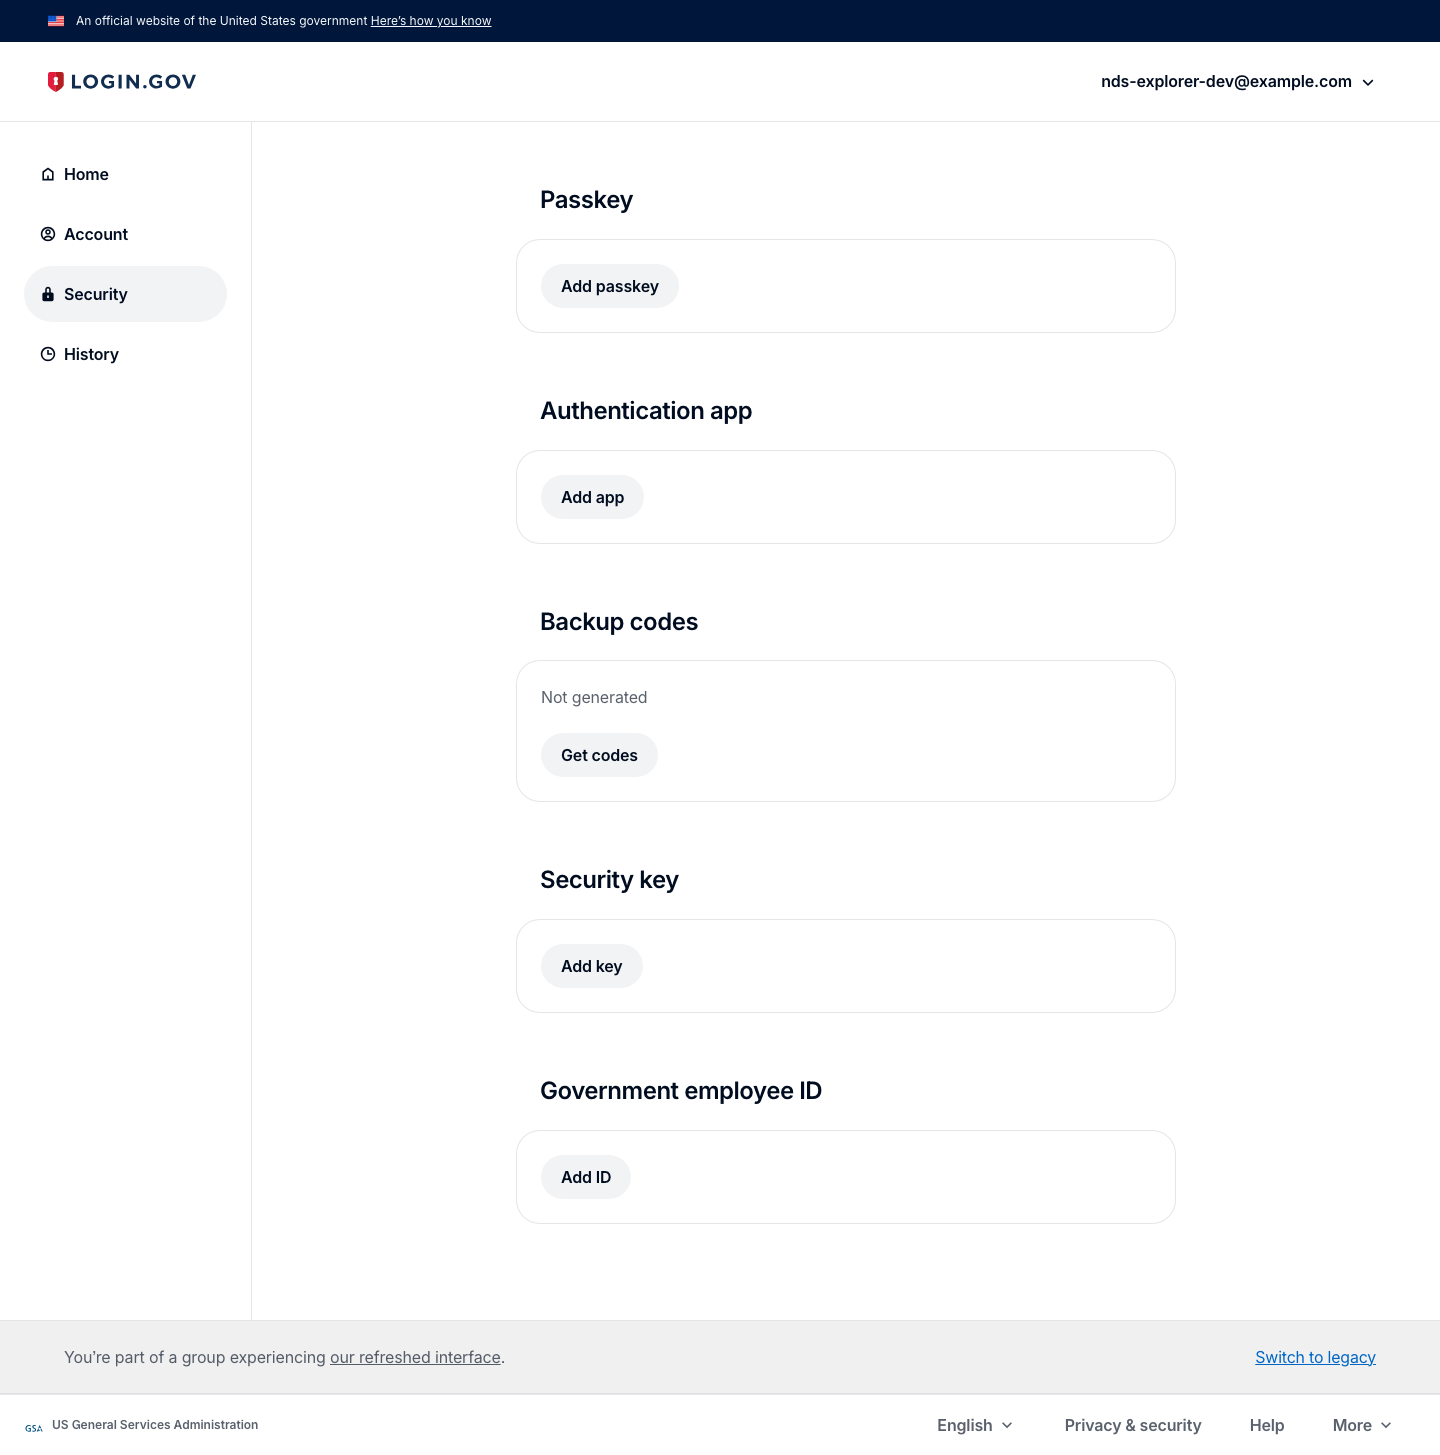 An official website of the United States government Here's how you know
LOGIN.GOV
nds-explorer-dev@example.com
Home
Account
Security
History
Passkey
Add passkey
Authentication app
Add app
Backup codes
Not generated
Get codes
Security key
Add key
Government employee ID
Add ID
You're part of a group experiencing our refreshed interface.
Switch to legacy
GSA US General Services Administration
English
Privacy & security
Help
More